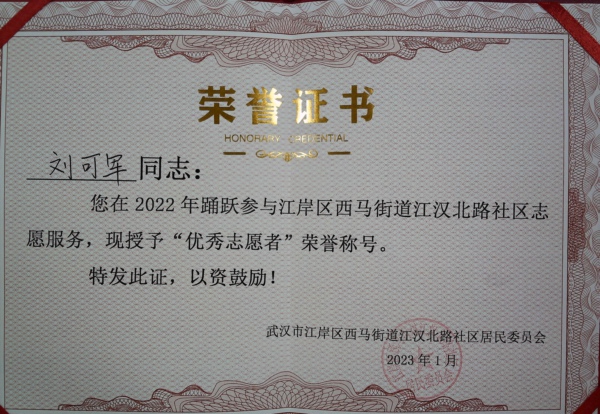 荣誉证书
HONORARY CREDENTIAL
刘可军同志：
您在2022年踊跃参与江岸区西马街道江汉北路社区志
愿服务，现授予“优秀志愿者”荣誉称号。
特发此证，以资鼓励！
武汉市江岸区西马街道江汉北路社区居民委员会
2023年1月